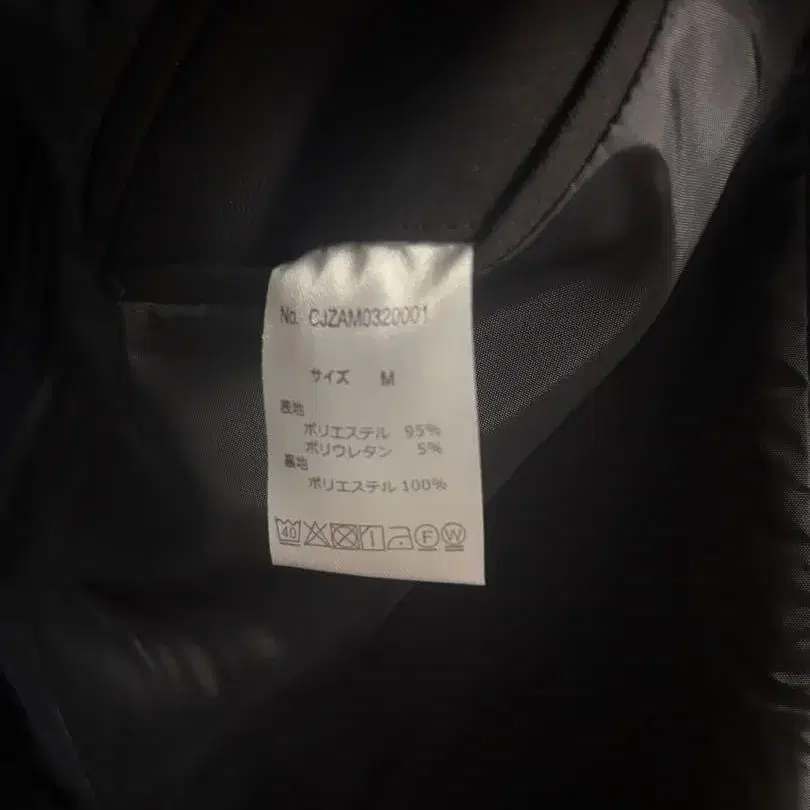 No. CJZAM0320001
サイズ M
表地
ポリエステル 95%
ポリウレタン 5%
裏地
ポリエステル 100%
40 F W